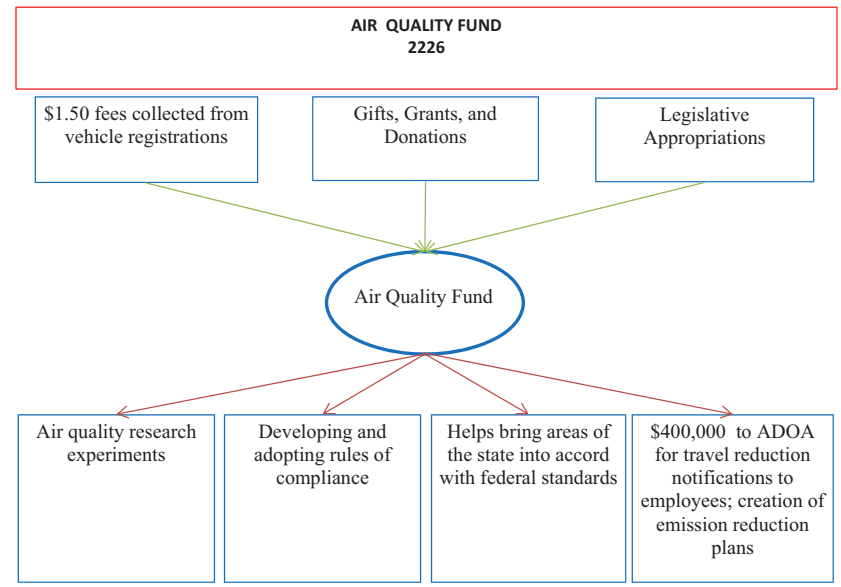 AIR QUALITY FUND
2226
$1.50 fees collected from
vehicle registrations
Gifts, Grants, and
Donations
Legislative
Appropriations
Air Quality Fund
Air quality research
experiments
Developing and
adopting rules of
compliance
Helps bring areas of
the state into accord
with federal standards
$400,000 to ADOA
for travel reduction
notifications to
employees; creation of
emission reduction
plans